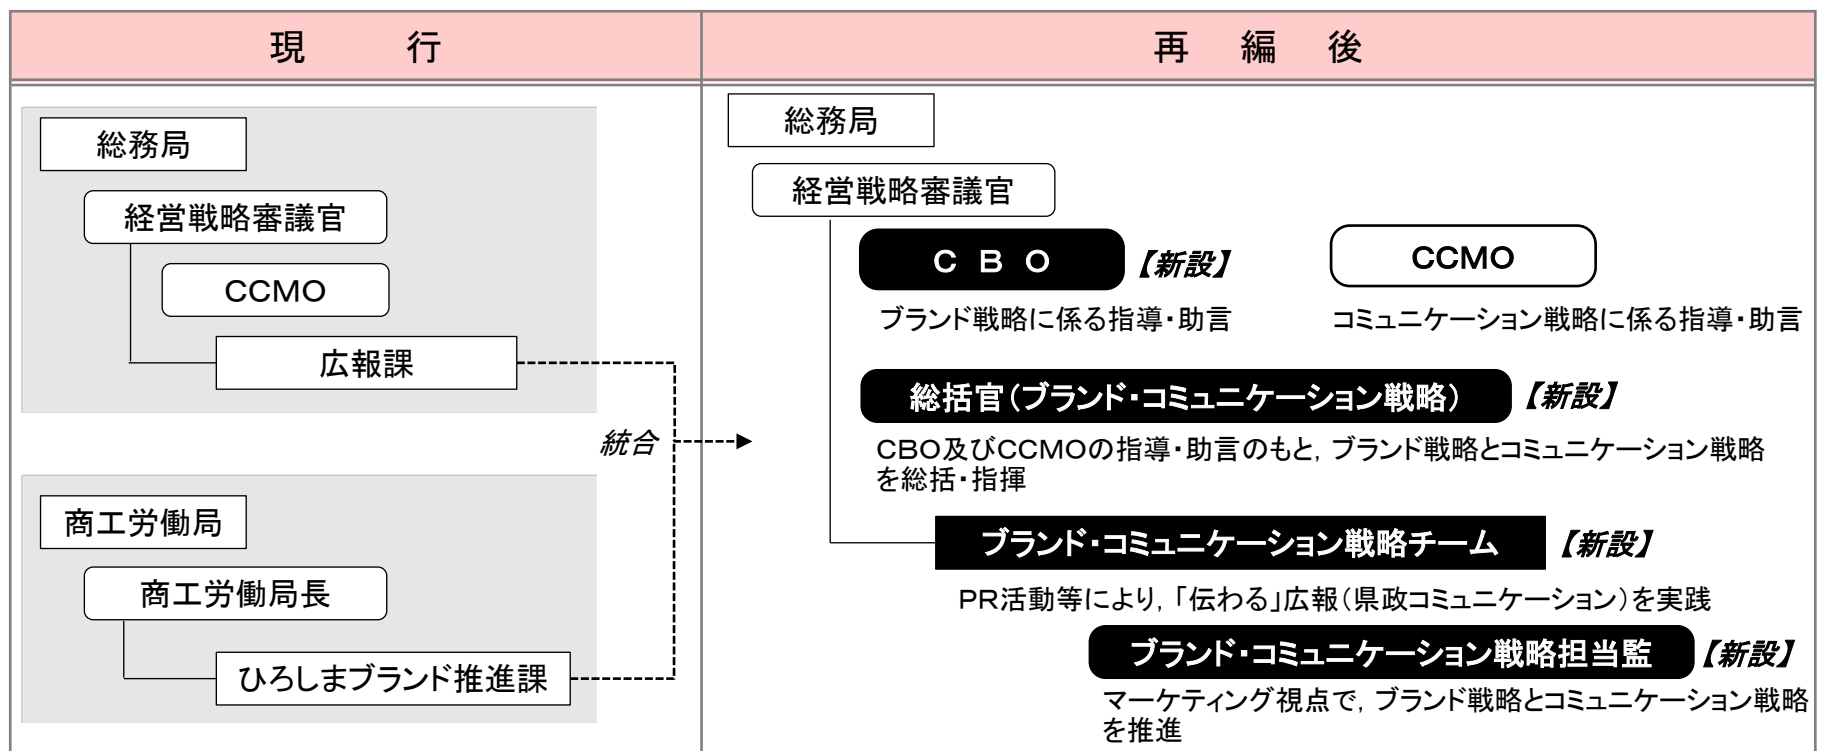 現　行
総務局
経営戦略審議官
CCMO
広報課
統合
商工労働局
商工労働局長
ひろしまブランド推進課
再　編　後
総務局
経営戦略審議官
C B O 【新設】
ブランド戦略に係る指導・助言
CCMO
コミュニケーション戦略に係る指導・助言
総括官(ブランド・コミュニケーション戦略) 【新設】
CBO及びCCMOの指導・助言のもと，ブランド戦略とコミュニケーション戦略
を総括・指揮
ブランド・コミュニケーション戦略チーム 【新設】
PR活動等により，「伝わる」広報(県政コミュニケーション)を実践
ブランド・コミュニケーション戦略担当監 【新設】
マーケティング視点で，ブランド戦略とコミュニケーション戦略
を推進